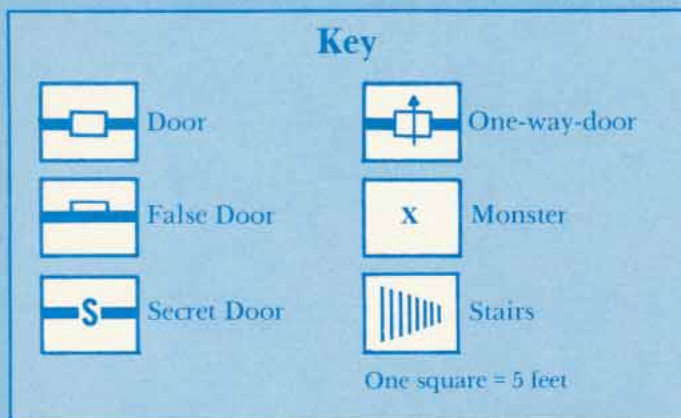 Key
Door
One-way-door
False Door
X
Monster
S
Secret Door
Stairs
One square = 5 feet